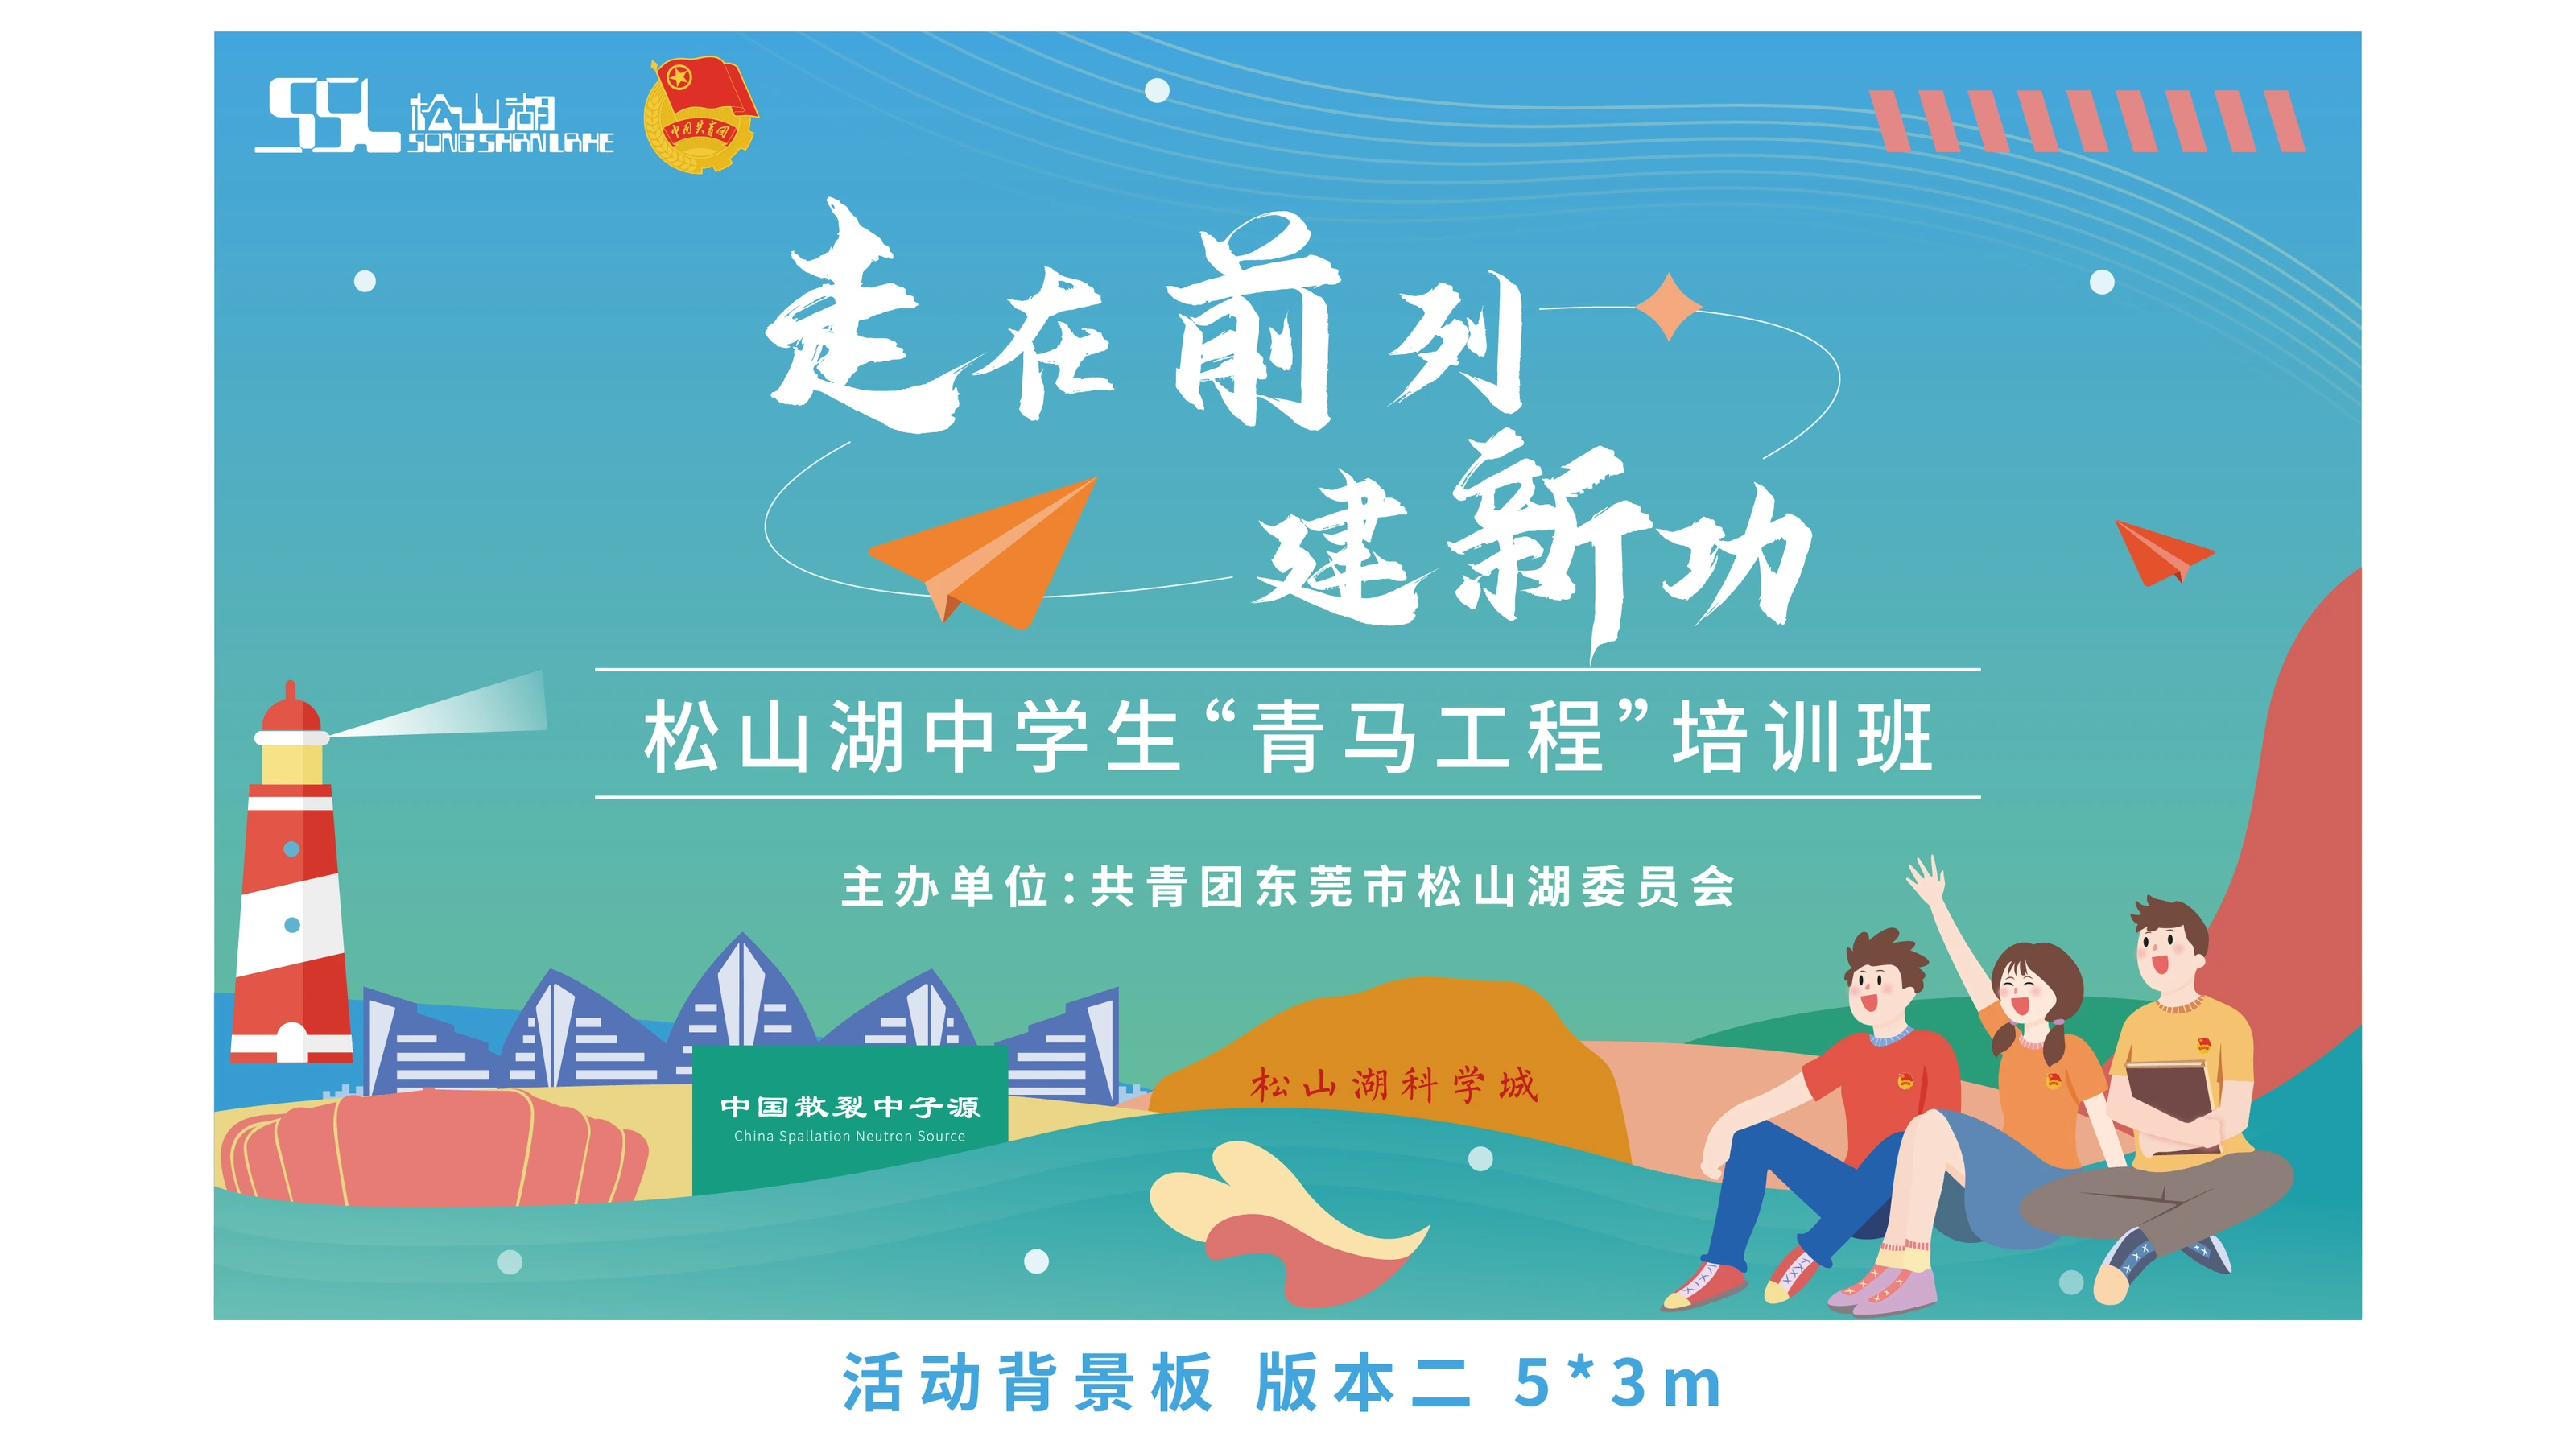 SSL 松山湖
SONG SHAN LAKE
中国共青团
走在前列
建新功
松山湖中学生“青马工程”培训班
主办单位:共青团东莞市松山湖委员会
松山湖科学城
中国散裂中子源
China Spallation Neutron Source
活动背景板 版本二 5*3m